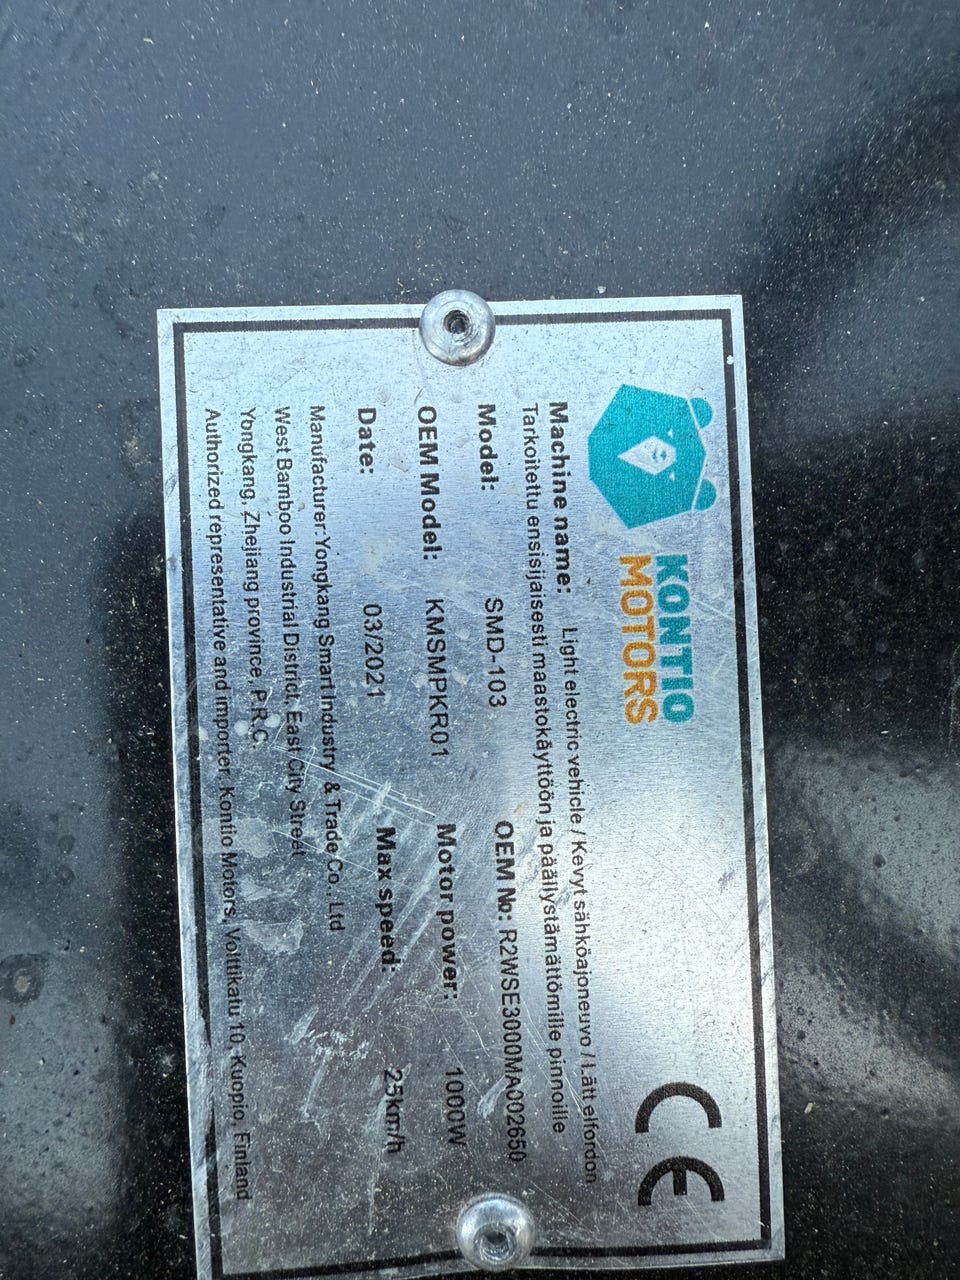 KONTIO
MOTORS
CE
Machine name: Light electric vehicle / Kevyt sähköajoneuvo / Lätt elfordon
Tarkoitettu ensisijaisesti maastokäyttöön ja päällystämättömille pinnoille
Model: SMD-103 OEM №: R2WSE3000MA002650
OEM Model: KMSMPKR01 Motor power: 1000W
Date: 03/2021 Max speed: 25km/h
Manufacturer:Yongkang Smart Industry & Trade Co. Ltd
West Bamboo Industrial District, East City Street
Yongkang, Zhejiang province, P.R.C.
Authorized representative and importer Kontio Motors, Volttikatu 10, Kuopio, Finland